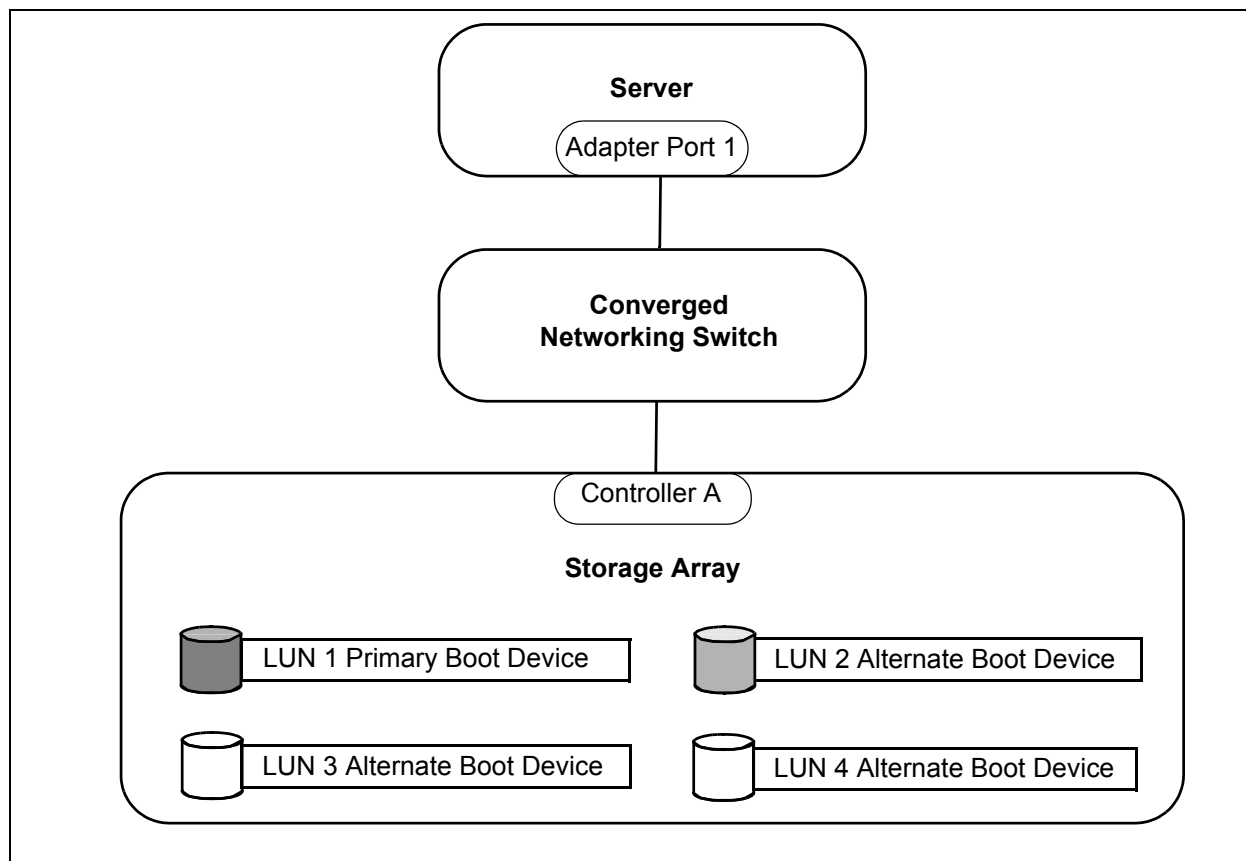 Server
Adapter Port 1
Converged
Networking Switch
Controller A
Storage Array
LUN 1 Primary Boot Device
LUN 2 Alternate Boot Device
LUN 3 Alternate Boot Device
LUN 4 Alternate Boot Device